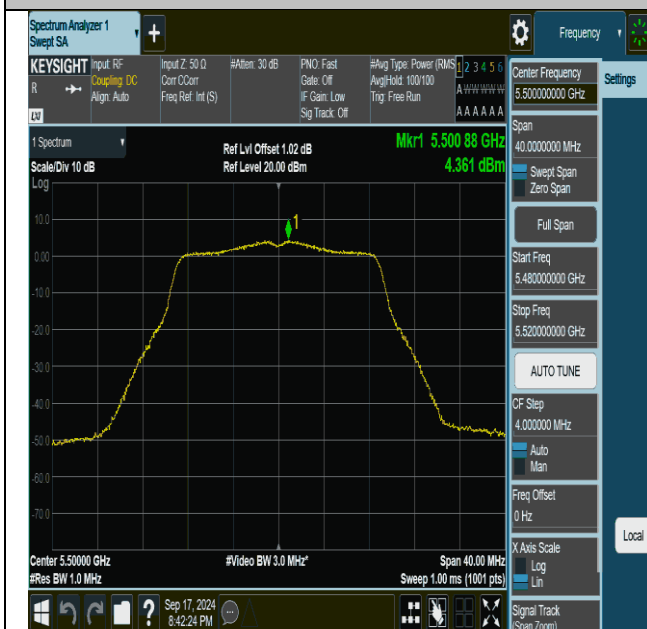 Spectrum Analyzer 1
Swept SA
+
Frequency
KEYSIGHT
R
LXI
Input: RF
Coupling: DC
Align: Auto
Input Z: 50 Ω
Corr CCorr
Freq Ref: Int (S)
#Atten: 30 dB
PNO: Fast
Gate: Off
IF Gain: Low
Sig Track: Off
#Avg Type: Power (RMS
Avg|Hold: 100/100
Trig: Free Run
1 2 3 4 5 6
A W W W W W
A A A A A A
1 Spectrum
Scale/Div 10 dB
Log
Ref Lvl Offset 1.02 dB
Ref Level 20.00 dBm
Mkr1 5.500 88 GHz
4.361 dBm
1
10.0
0.00
-10.0
-20.0
-30.0
-40.0
-50.0
-60.0
-70.0
Center 5.50000 GHz
#Res BW 1.0 MHz
#Video BW 3.0 MHz*
Span 40.00 MHz
Sweep 1.00 ms (1001 pts)
?
Sep 17, 2024
8:42:24 PM
Center Frequency
5.500000000 GHz
Span
40.0000000 MHz
Swept Span
Zero Span
Full Span
Start Freq
5.480000000 GHz
Stop Freq
5.520000000 GHz
AUTO TUNE
CF Step
4.000000 MHz
Auto
Man
Freq Offset
0 Hz
X Axis Scale
Log
Lin
Signal Track
(Span Zoom)
Settings
Local